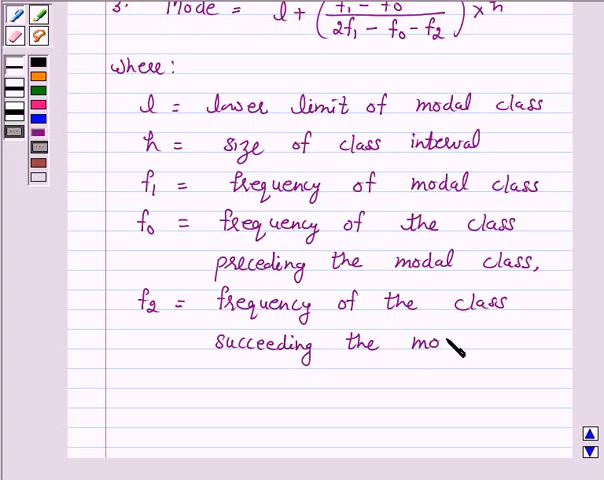 3. Mode = l + ( f₁ - f₀ / 2f₁ - f₀ - f₂ ) × h
where:
l = lower limit of modal class
h = size of class interval
f₁ = frequency of modal class
f₀ = frequency of the class
preceding the modal class,
f₂ = frequency of the class
succeeding the mo